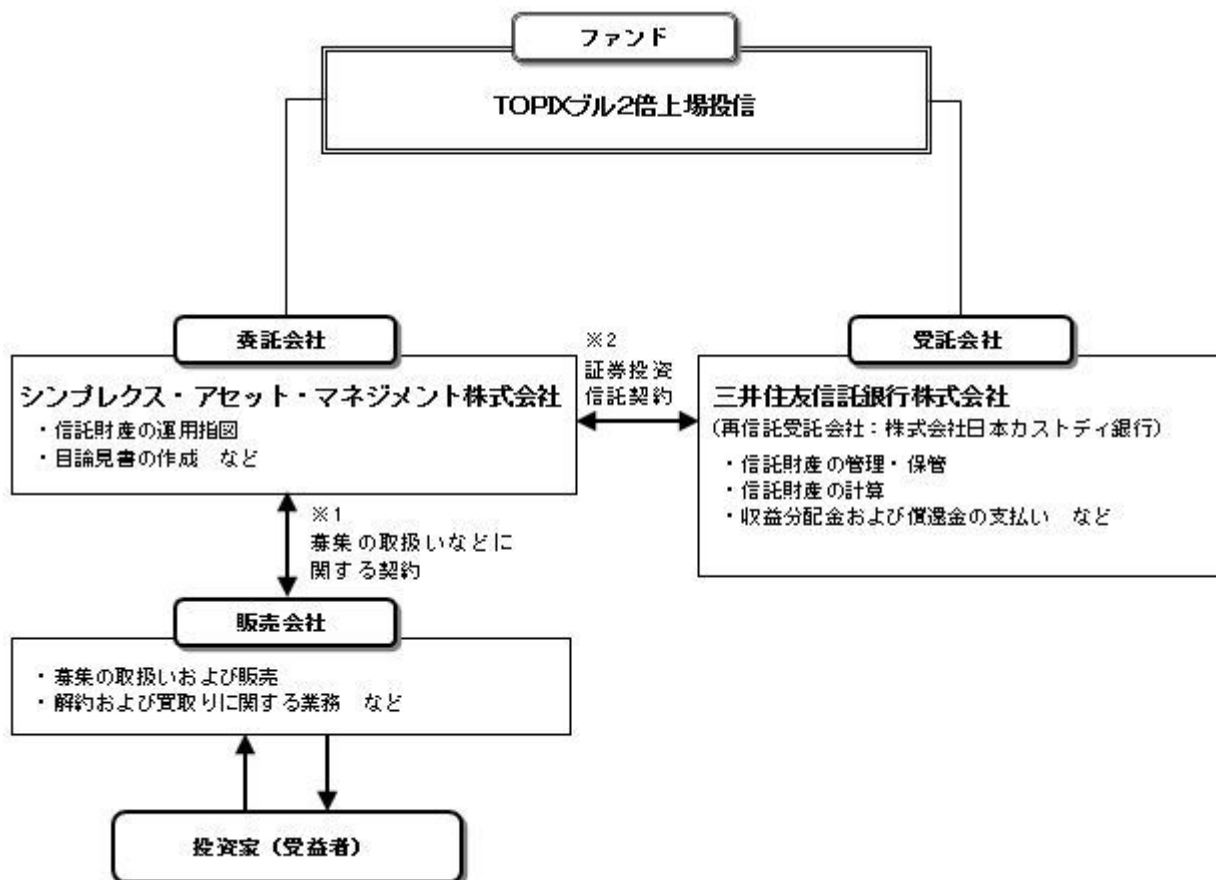 ファンド
TOPIXブル2倍上場投信
委託会社
シンプレクス・アセット・マネジメント株式会社
・信託財産の運用指図
・目論見書の作成　など
※2
証券投資
信託契約
受託会社
三井住友信託銀行株式会社
(再信託受託会社：株式会社日本カストディ銀行)
・信託財産の管理・保管
・信託財産の計算
・収益分配金および償還金の支払い　など
※1
募集の取扱いなどに
関する契約
販売会社
・募集の取扱いおよび販売
・解約および買取りに関する業務　など
投資家（受益者）